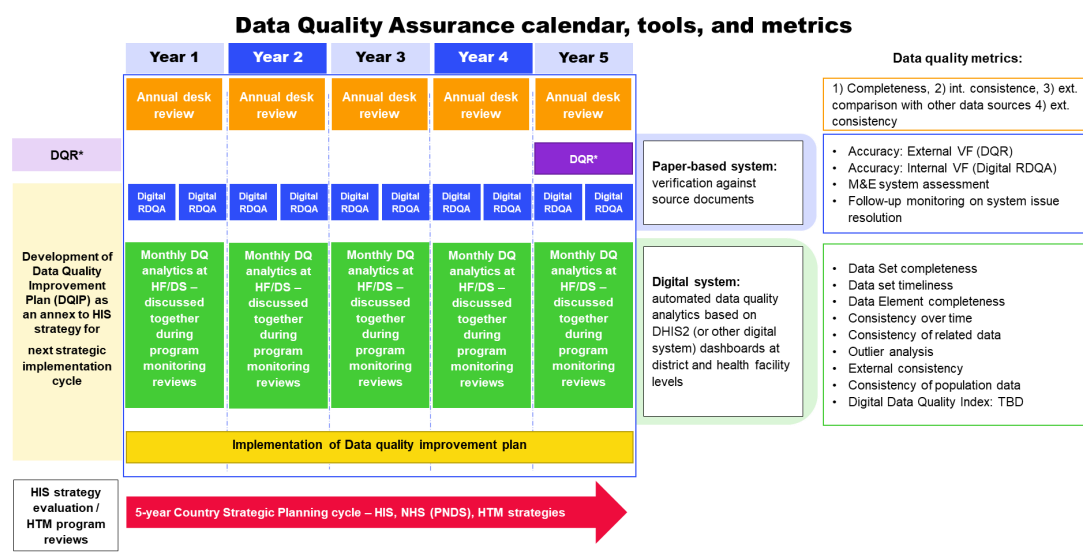 Data Quality Assurance calendar, tools, and metrics
Year 1
Year 2
Year 3
Year 4
Year 5
Data quality metrics:
Annual desk
review
Annual desk
review
Annual desk
review
Annual desk
review
Annual desk
review
1) Completeness, 2) int. consistence, 3) ext.
comparison with other data sources 4) ext.
consistency
DQR*
DQR*
Paper-based system:
verification against
source documents
• Accuracy: External VF (DQR)
• Accuracy: Internal VF (Digital RDQA)
• M&E system assessment
• Follow-up monitoring on system issue
resolution
Digital
RDQA
Digital
RDQA
Digital
RDQA
Digital
RDQA
Digital
RDQA
Digital
RDQA
Digital
RDQA
Digital
RDQA
Digital
RDQA
Digital
RDQA
Development of
Data Quality
Improvement
Plan (DQIP) as
an annex to HIS
strategy for
next strategic
implementation
cycle
Monthly DQ
analytics at
HF/DS –
discussed
together
during
program
monitoring
reviews
Monthly DQ
analytics at
HF/DS –
discussed
together
during
program
monitoring
reviews
Monthly DQ
analytics at
HF/DS –
discussed
together
during
program
monitoring
reviews
Monthly DQ
analytics at
HF/DS –
discussed
together
during
program
monitoring
reviews
Monthly DQ
analytics at
HF/DS –
discussed
together
during
program
monitoring
reviews
Digital system:
automated data quality
analytics based on
DHIS2 (or other digital
system) dashboards at
district and health facility
levels
• Data Set completeness
• Data set timeliness
• Data Element completeness
• Consistency over time
• Consistency of related data
• Outlier analysis
• External consistency
• Consistency of population data
• Digital Data Quality Index: TBD
Implementation of Data quality improvement plan
HIS strategy
evaluation /
HTM program
reviews
5-year Country Strategic Planning cycle – HIS, NHS (PNDS), HTM strategies